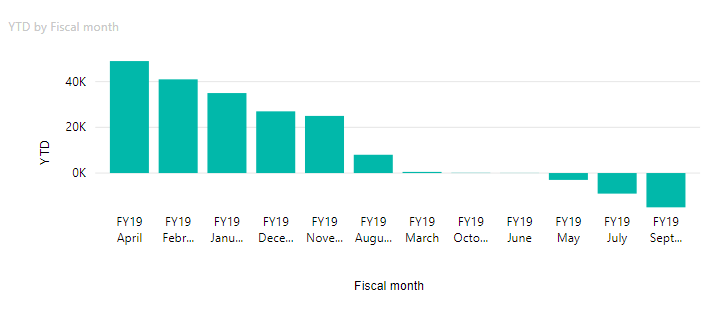 YTD by Fiscal month
40K
20K
0K
YTD
FY19 FY19 FY19 FY19 FY19 FY19 FY19 FY19 FY19 FY19 FY19 FY19
April Febr... Janu... Dece... Nove... Augu... March Octo... June May July Sept...
Fiscal month